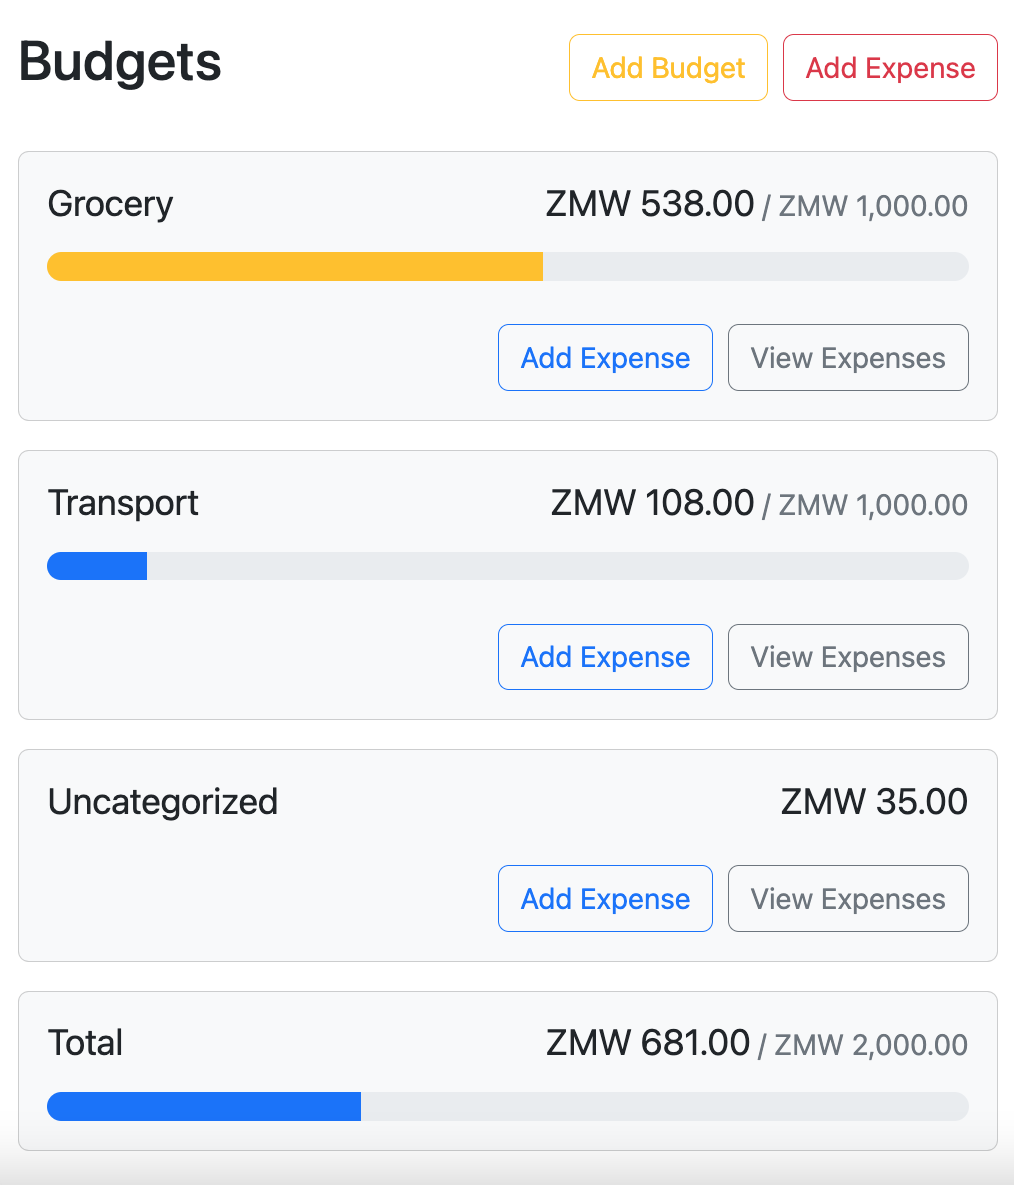 Budgets Add Budget Add Expense
Grocery ZMW 538.00 / ZMW 1,000.00
Add Expense View Expenses
Transport ZMW 108.00 / ZMW 1,000.00
Add Expense View Expenses
Uncategorized ZMW 35.00
Add Expense View Expenses
Total ZMW 681.00 / ZMW 2,000.00